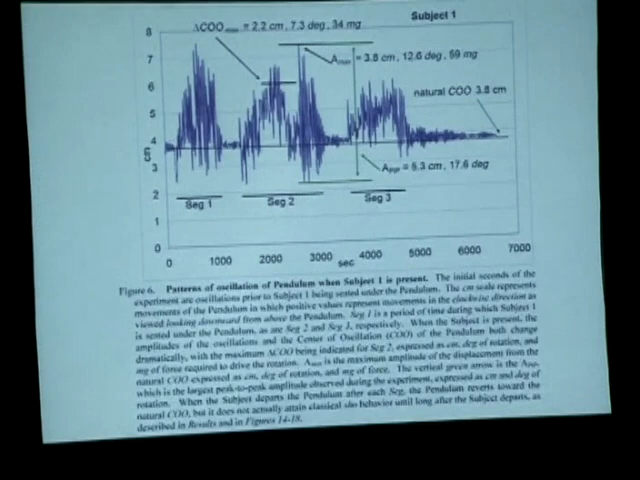 Subject 1
ΔCOO max = 2.2 cm, 7.3 deg, 34 mg
Amax = 3.8 cm, 12.6 deg, 59 mg
natural COO 3.8 cm
App = 5.3 cm, 17.6 deg
8
7
6
5
4
3
2
1
0
cm
Seg 1
Seg 2
Seg 3
0 1000 2000 3000 4000 5000 6000 7000
sec
Figure 6. Patterns of oscillation of Pendulum when Subject 1 is present. The initial seconds of the
experiment are oscillations prior to Subject 1 being seated under the Pendulum. The cm scale represents
movements of the Pendulum in which positive values represent movements in the clockwise direction as
viewed looking downward from above the Pendulum. Seg 1 is a period of time during which Subject 1
is seated under the Pendulum, as are Seg 2 and Seg 3, respectively. When the Subject is present, the
amplitudes of the oscillations and the Center of Oscillation (COO) of the Pendulum both change
dramatically, with the maximum ΔCOO being indicated for Seg 2, expressed as cm, deg of rotation, and
mg of force required to drive the rotation. Amax is the maximum amplitude of the displacement from the
natural COO expressed as cm, deg of rotation, and mg of force. The vertical green arrow is the App,
which is the largest peak-to-peak amplitude observed during the experiment, expressed as cm and deg of
rotation. When the Subject departs the Pendulum after each Seg, the Pendulum reverts toward the
natural COO, but it does not actually attain classical sho behavior until long after the Subject departs, as
described in Results and in Figures 14-18.